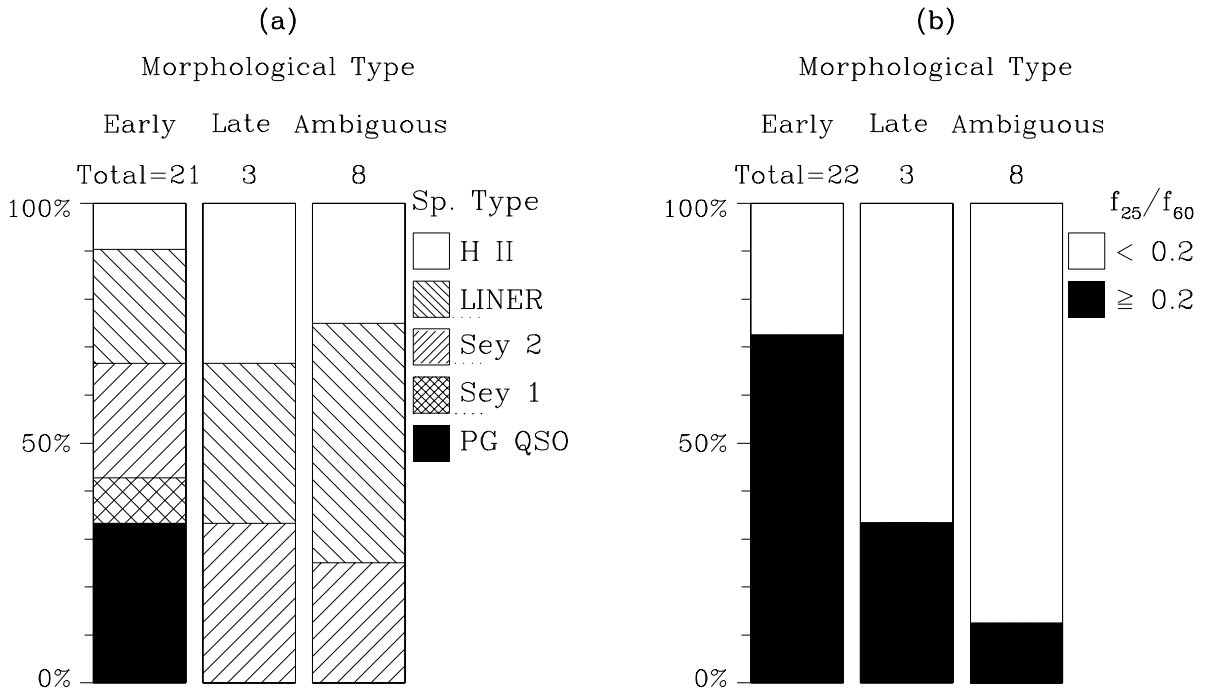 (a)
Morphological Type
Early Late Ambiguous
Total=21 3 8
100%
50%
0%
Sp. Type
H II
LINER
Sey 2
Sey 1
PG QSO
(b)
Morphological Type
Early Late Ambiguous
Total=22 3 8
100%
50%
0%
f25/f60
< 0.2
≧ 0.2